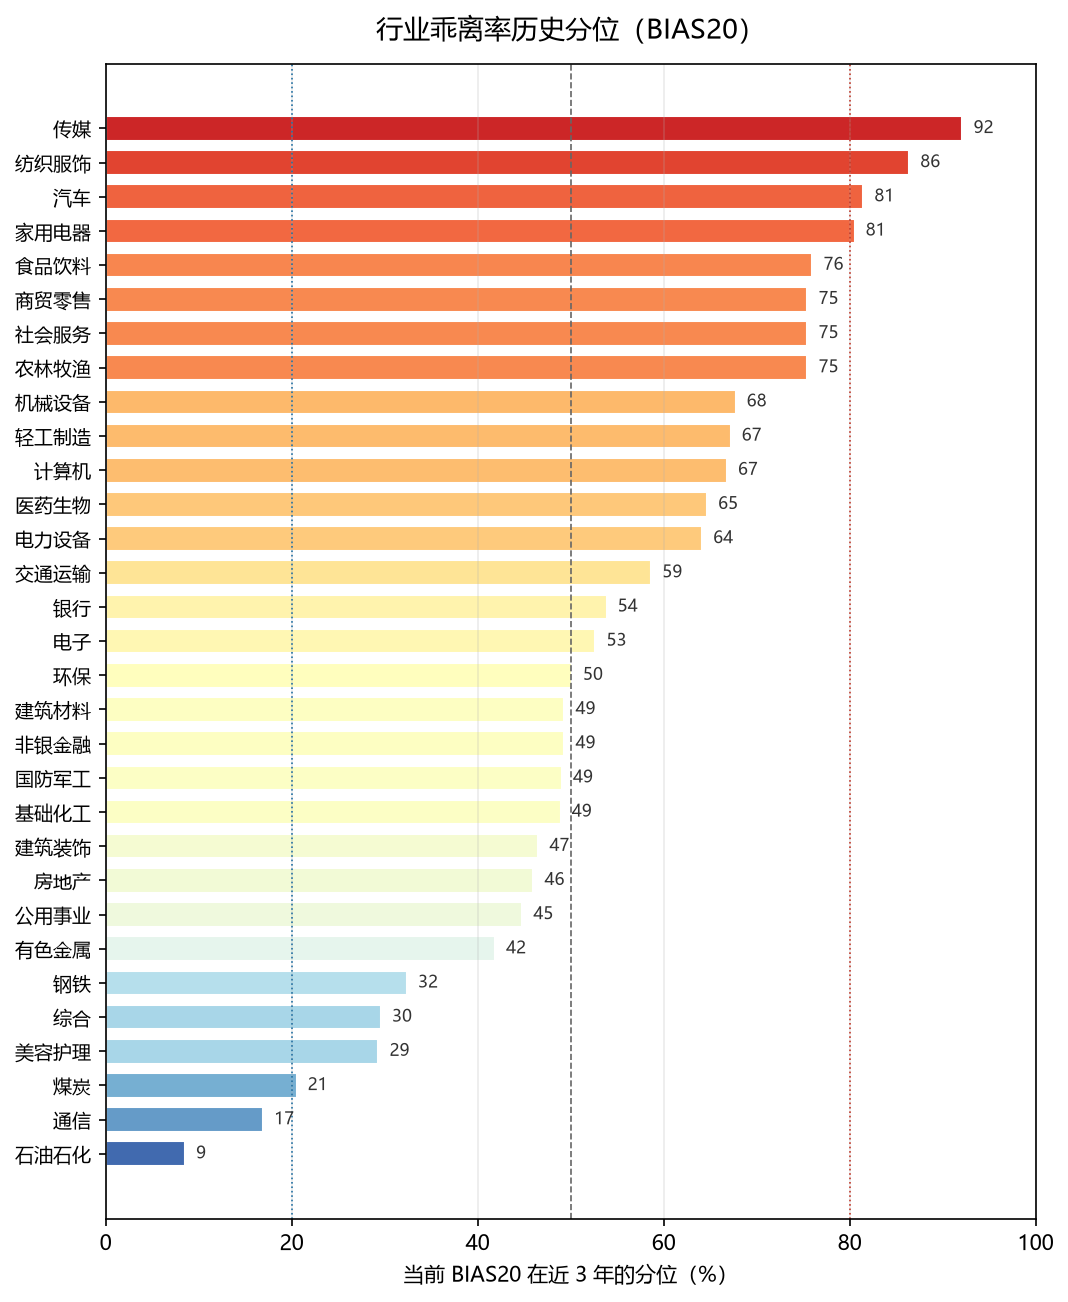 行业乖离率历史分位（BIAS20）
传媒 92
纺织服饰 86
汽车 81
家用电器 81
食品饮料 76
商贸零售 75
社会服务 75
农林牧渔 75
机械设备 68
轻工制造 67
计算机 67
医药生物 65
电力设备 64
交通运输 59
银行 54
电子 53
环保 50
建筑材料 49
非银金融 49
国防军工 49
基础化工 49
建筑装饰 47
房地产 46
公用事业 45
有色金属 42
钢铁 32
综合 30
美容护理 29
煤炭 21
通信 17
石油石化 9
0 20 40 60 80 100
当前 BIAS20 在近 3 年的分位（%）